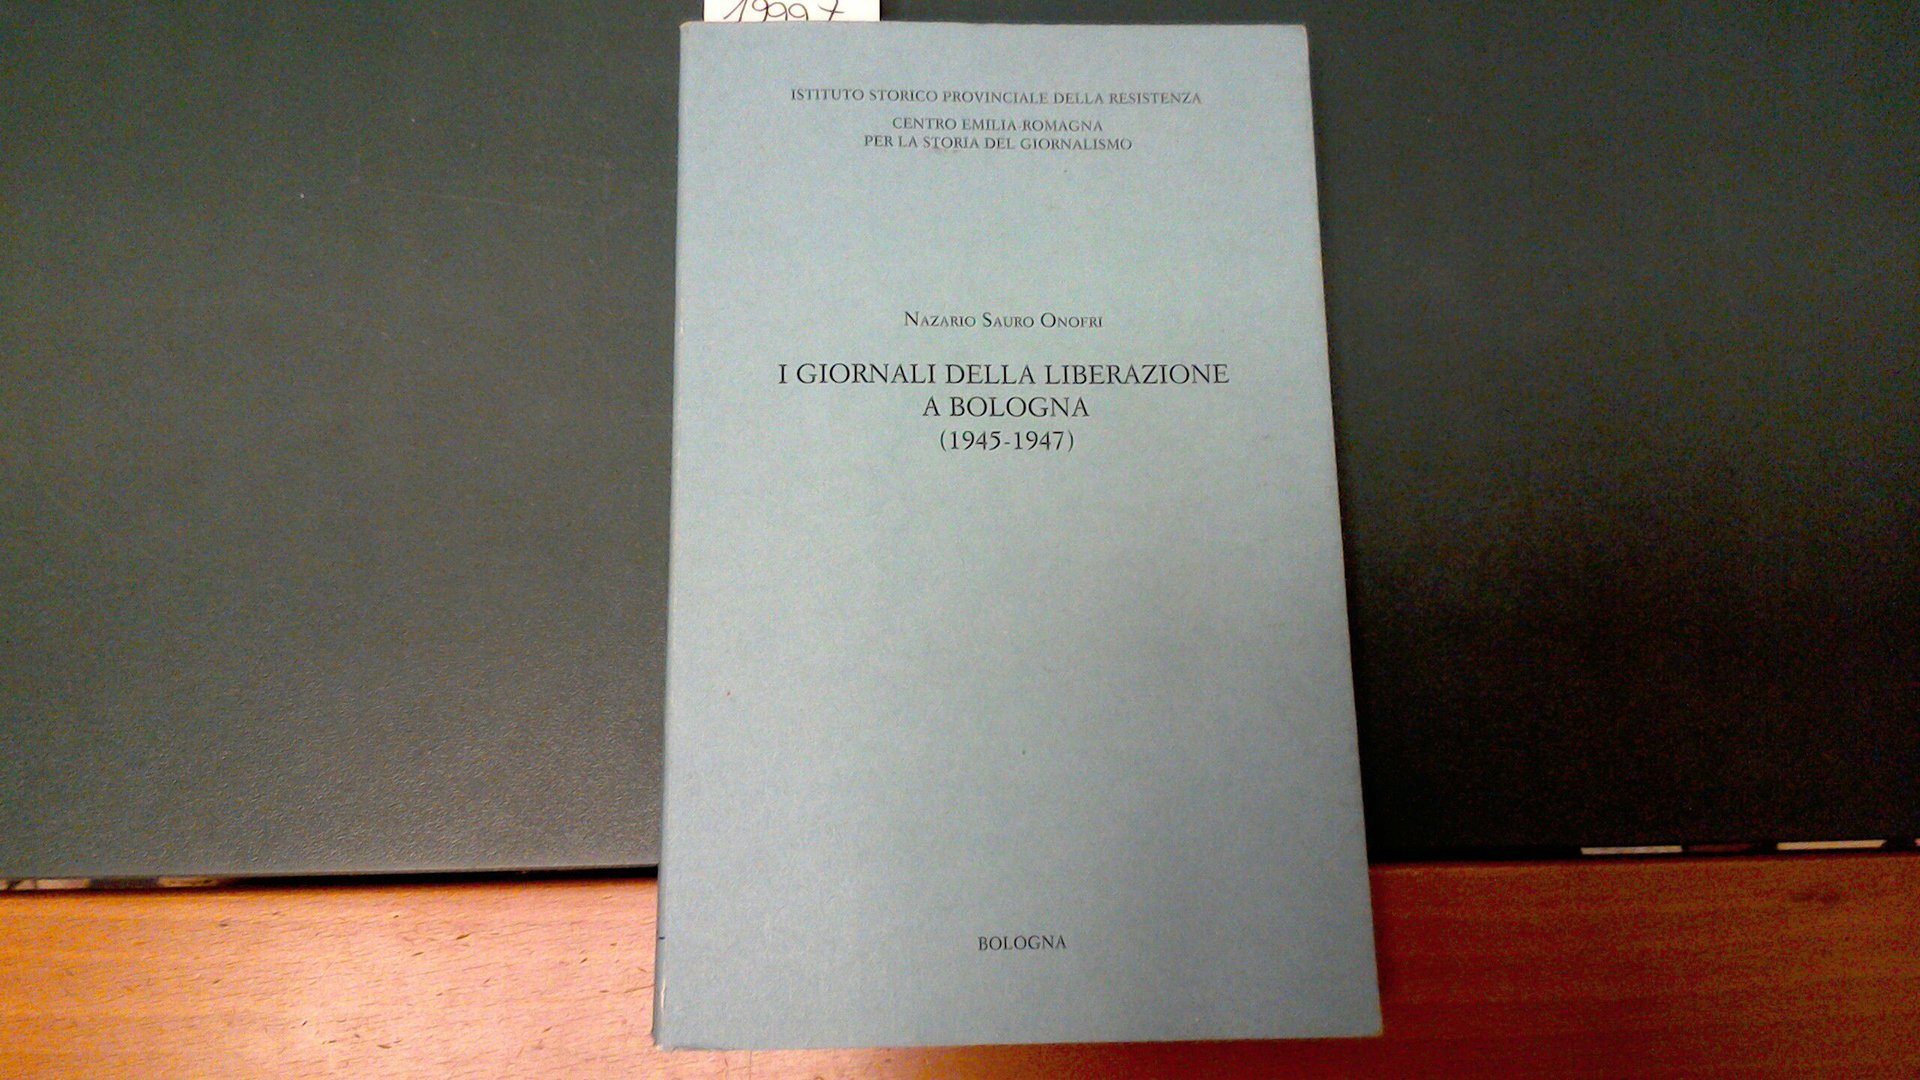 19997
ISTITUTO STORICO PROVINCIALE DELLA RESISTENZA
CENTRO EMILIA-ROMAGNA
PER LA STORIA DEL GIORNALISMO
NAZARIO SAURO ONOFRI
I GIORNALI DELLA LIBERAZIONE
A BOLOGNA
(1945-1947)
BOLOGNA